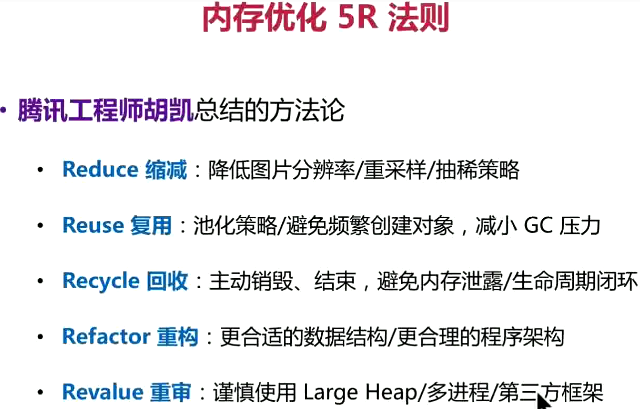 内存优化 5R 法则
• 腾讯工程师胡凯总结的方法论
• Reduce 缩减：降低图片分辨率/重采样/抽稀策略
• Reuse 复用：池化策略/避免频繁创建对象，减小 GC 压力
• Recycle 回收：主动销毁、结束，避免内存泄露/生命周期闭环
• Refactor 重构：更合适的数据结构/更合理的程序架构
• Revalue 重审：谨慎使用 Large Heap/多进程/第三方框架